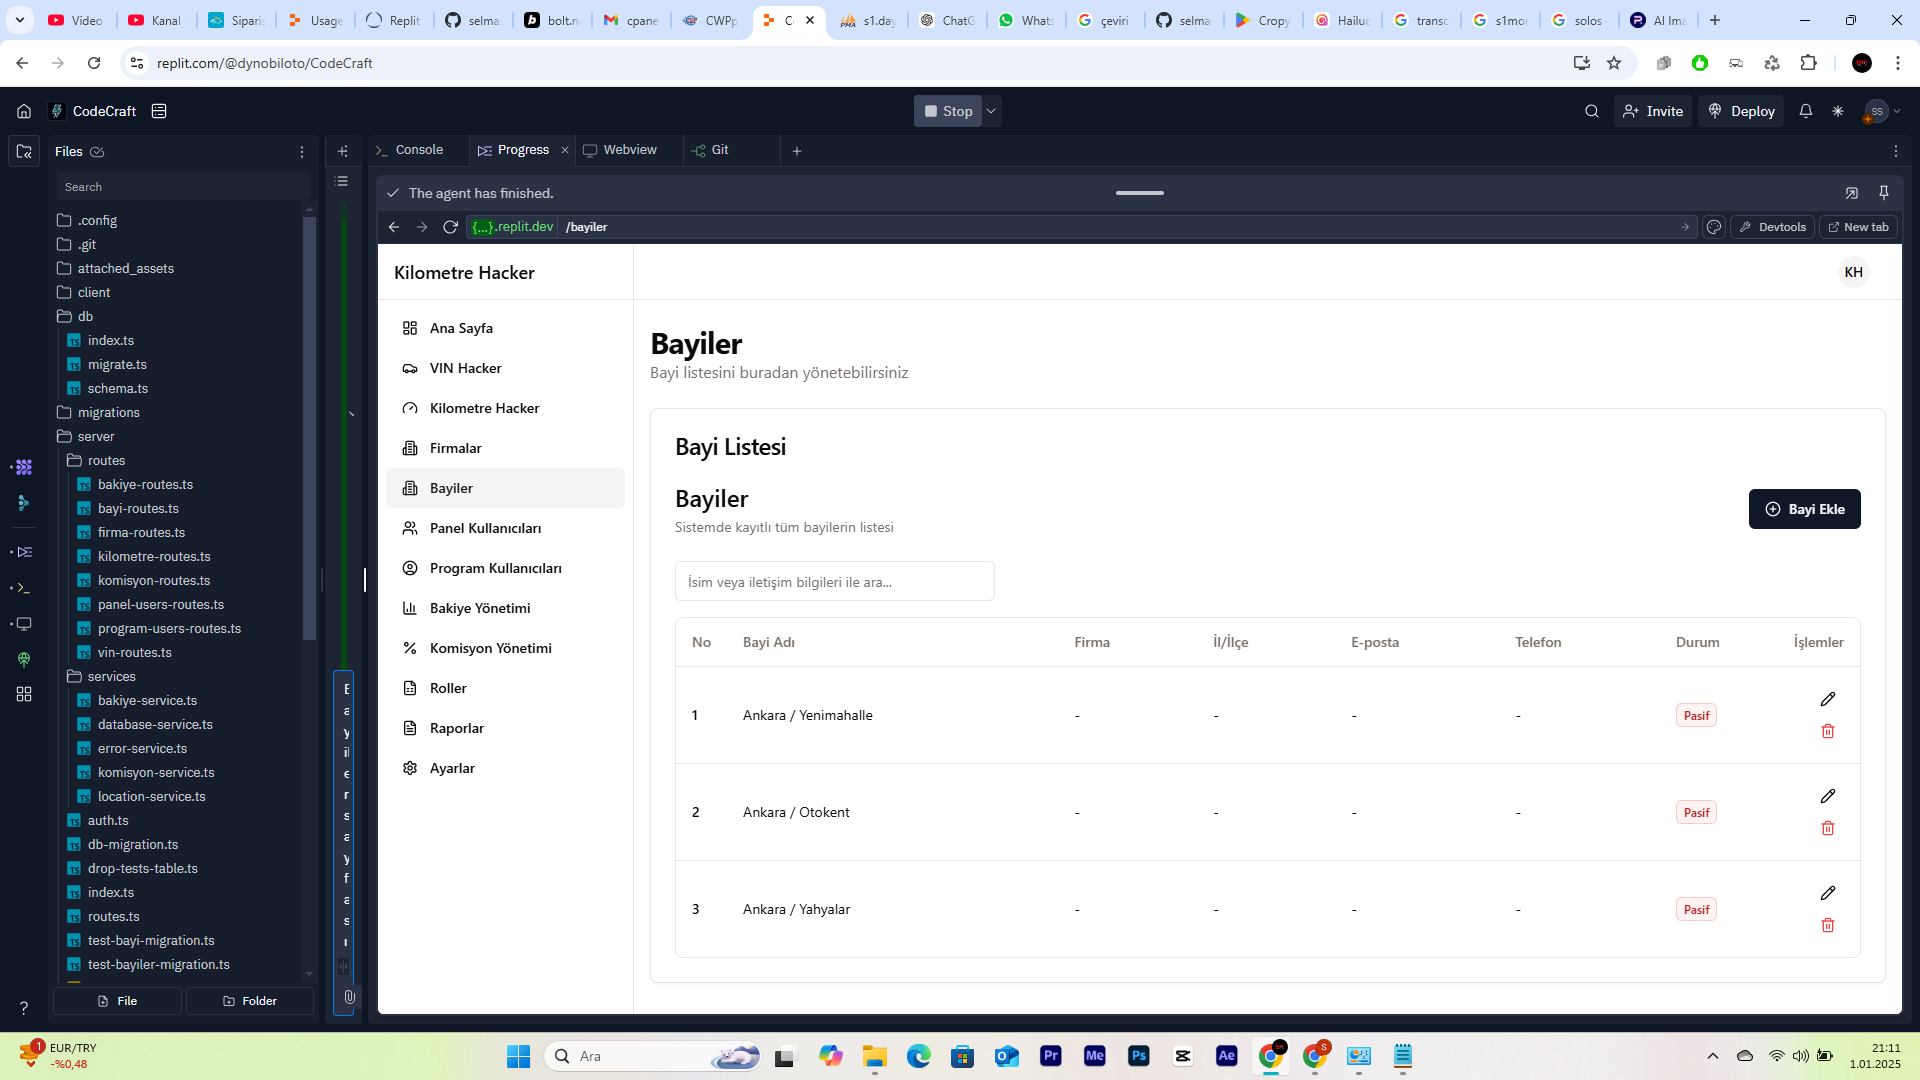 Video
Kanal
Sipariş
Usage
Replit
selma
bolt.ne
cpane
CWPp
C
s1.day
ChatG
Whats
çeviri
selma
Cropy
Hailuo
transc
s1mo
solos
AI Ima
replit.com/@dynobiloto/CodeCraft
CodeCraft
Stop
Invite
Deploy
SS
Files
Console
Progress
Webview
Git
Search
The agent has finished.
{...}.replit.dev
/bayiler
Devtools
New tab
.config
.git
attached_assets
client
db
index.ts
migrate.ts
schema.ts
migrations
server
routes
bakiye-routes.ts
bayi-routes.ts
firma-routes.ts
kilometre-routes.ts
komisyon-routes.ts
panel-users-routes.ts
program-users-routes.ts
vin-routes.ts
services
bakiye-service.ts
database-service.ts
error-service.ts
komisyon-service.ts
location-service.ts
auth.ts
db-migration.ts
drop-tests-table.ts
index.ts
routes.ts
test-bayi-migration.ts
test-bayiler-migration.ts
File
Folder
Kilometre Hacker
KH
Ana Sayfa
VIN Hacker
Kilometre Hacker
Firmalar
Bayiler
Panel Kullanıcıları
Program Kullanıcıları
Bakiye Yönetimi
Komisyon Yönetimi
Roller
Raporlar
Ayarlar
Bayiler
Bayi listesini buradan yönetebilirsiniz
Bayi Listesi
Bayiler
Sistemde kayıtlı tüm bayilerin listesi
Bayi Ekle
İsim veya iletişim bilgileri ile ara...
No Bayi Adı Firma İl/İlçe E-posta Telefon Durum İşlemler
1 Ankara / Yenimahalle - - - - Pasif
2 Ankara / Otokent - - - - Pasif
3 Ankara / Yahyalar - - - - Pasif
1
EUR/TRY
-%0,48
Ara
Pr
Me
Ps
Ae
S
21:11
1.01.2025